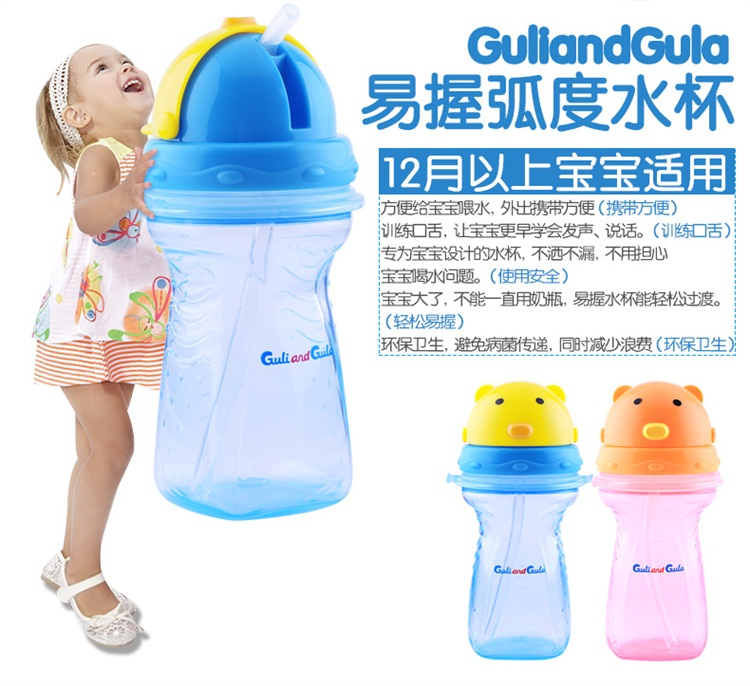 GuliandGula
易握弧度水杯
12月以上宝宝适用
方便给宝宝喂水，外出携带方便（携带方便）
训练口舌，让宝宝更早学会发声、说话。（训练口舌）
专为宝宝设计的水杯，不洒不漏，不用担心
宝宝喝水问题。（使用安全）
宝宝大了，不能一直用奶瓶，易握水杯能轻松过渡。
（轻松易握）
环保卫生，避免病菌传递，同时减少浪费（环保卫生）
Guli and Gula
Guli and Gula
Guli and Gula